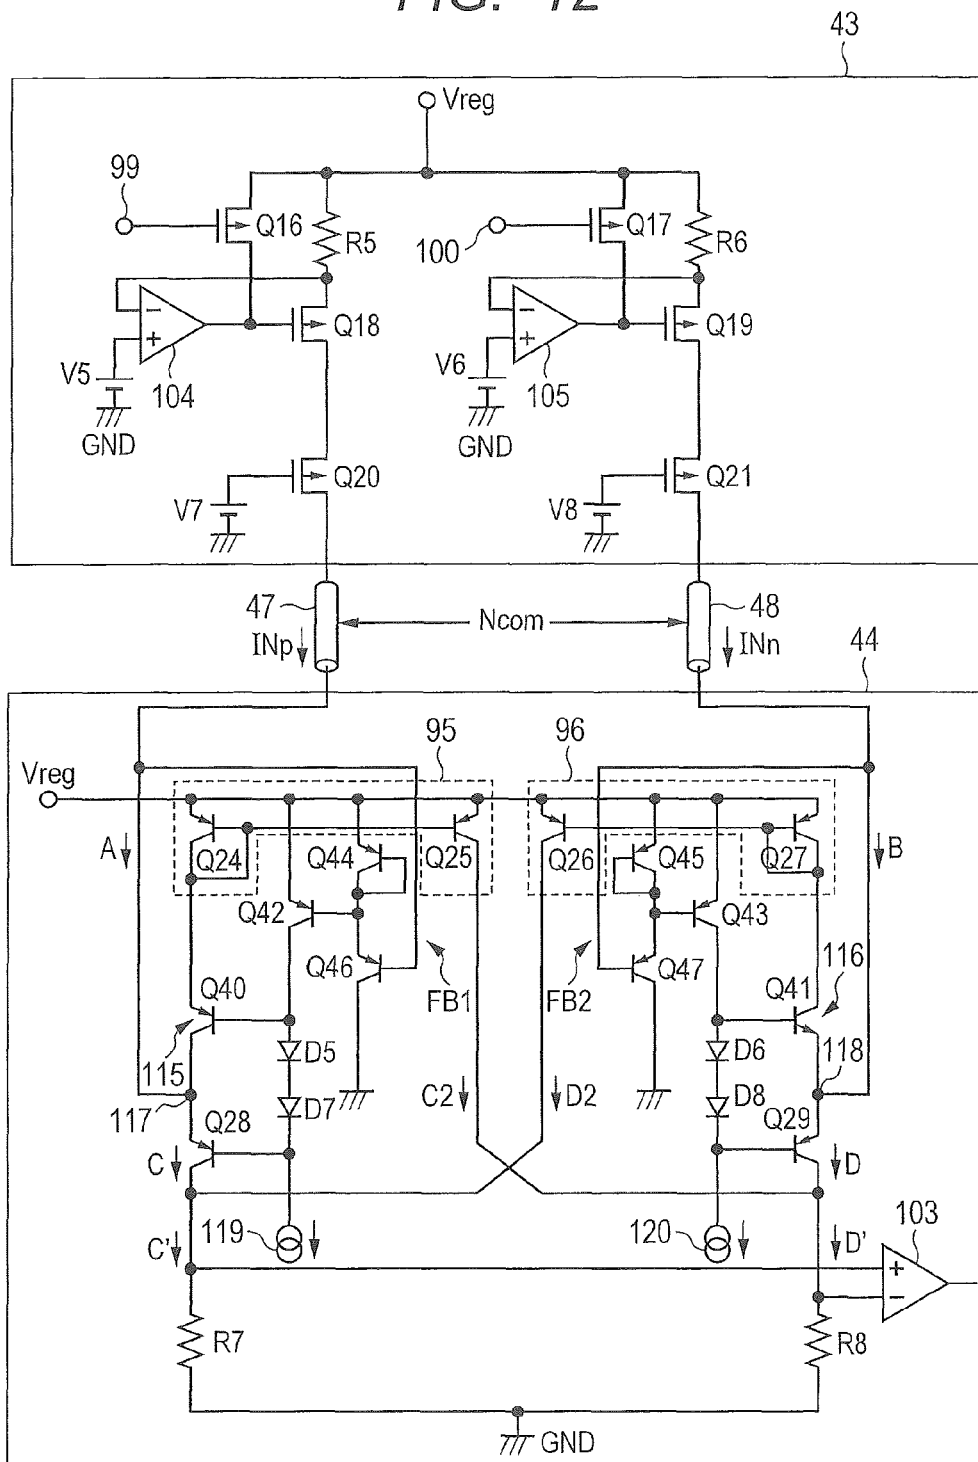 FIG. 12
43
Vreg
99
Q16
R5
100
Q17
R6
Q18
Q19
V5
104
V6
105
GND
GND
Q20
Q21
V7
V8
47
Ncom
48
INp
INn
44
95
96
Vreg
A
Q24
Q44
Q25
Q26
Q45
Q27
B
Q42
Q43
Q46
FB1
FB2
Q47
116
Q40
Q41
115
D5
D6
118
117
D7
C2
D2
D8
Q28
Q29
C
D
119
120
103
C'
D'
R7
R8
GND